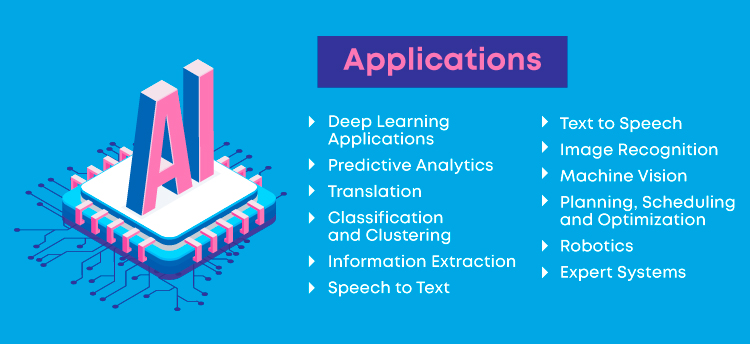 AI
Applications
Deep Learning
Applications
Predictive Analytics
Translation
Classification
and Clustering
Information Extraction
Speech to Text
Text to Speech
Image Recognition
Machine Vision
Planning, Scheduling
and Optimization
Robotics
Expert Systems